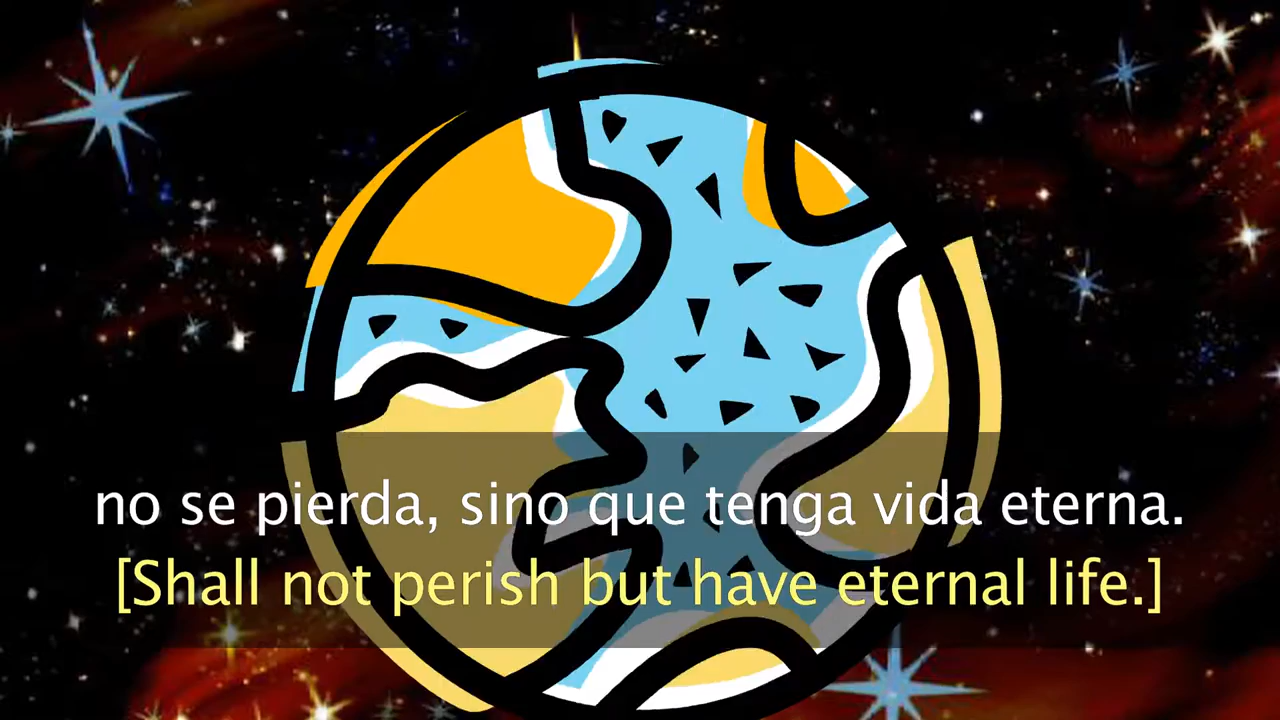 no se pierda, sino que tenga vida eterna.
[Shall not perish but have eternal life.]